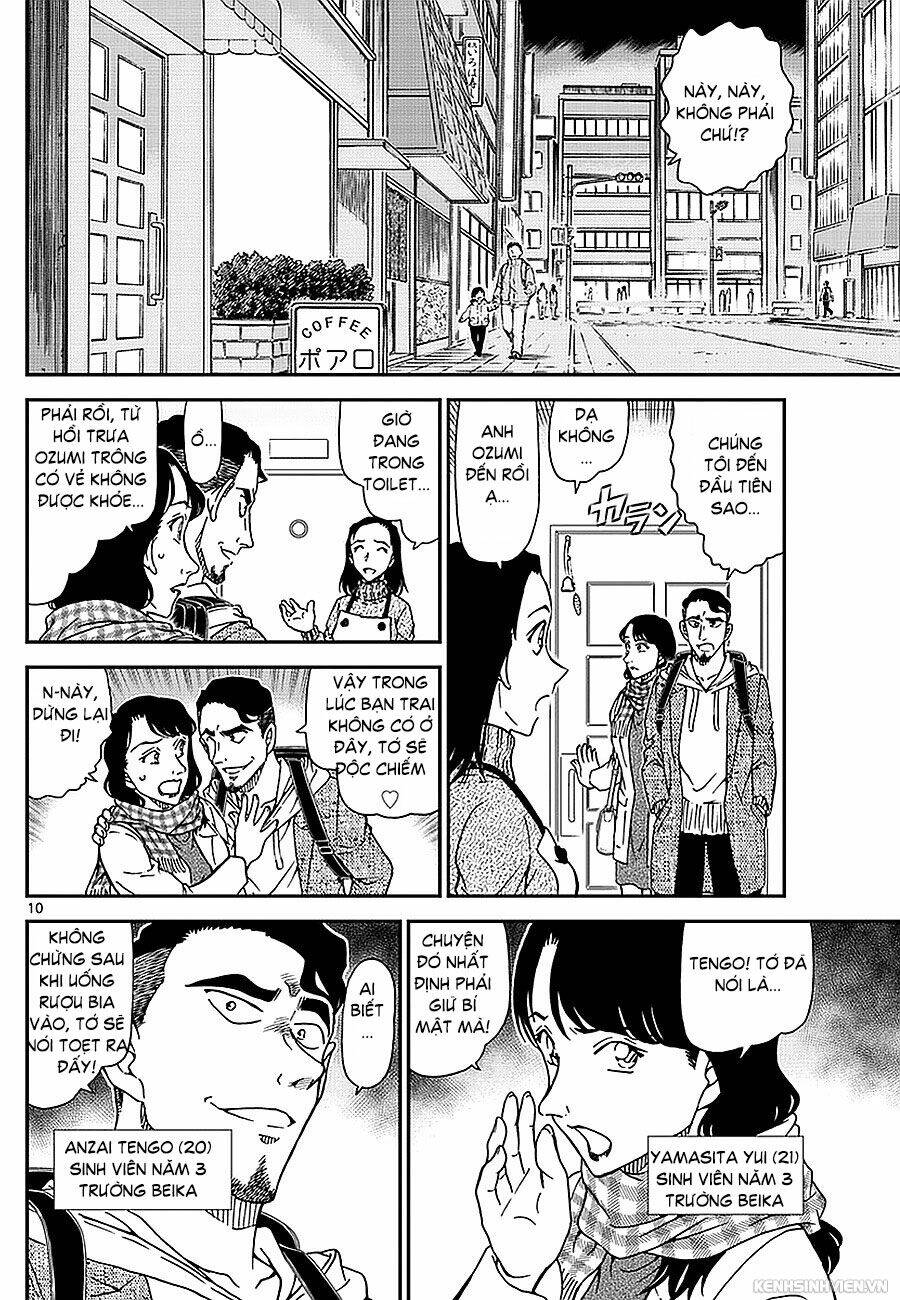 いろは寿司
NÀY, NÀY,
KHÔNG PHẢI
CHỨ!?
COFFEE
ポアロ
CHÚNG
TÔI ĐẾN
ĐẦU TIÊN
SAO...
DẠ
KHÔNG
...
ANH
OZUMI
ĐẾN RỒI
Ạ...
カラン
GIỜ
ĐANG
TRONG
TOILET...
Ồ...
PHẢI RỒI, TỪ
HỒI TRƯA
OZUMI TRÔNG
CÓ VẺ KHÔNG
ĐƯỢC KHỎE...
VẬY TRONG
LÚC BẠN TRAI
KHÔNG CÓ Ở
ĐÂY, TỚ SẼ
ĐỘC CHIẾM
♡
N-NÀY,
DỪNG LẠI
ĐI!
10
TENGO! TỚ ĐÃ
NÓI LÀ...
CHUYỆN
ĐÓ NHẤT
ĐỊNH PHẢI
GIỮ BÍ
MẬT MÀ!
YAMASITA YUI (21)
SINH VIÊN NĂM 3
TRƯỜNG BEIKA
AI
BIẾT
...
KHÔNG
CHỪNG SAU
KHI UỐNG
RƯỢU BIA
VÀO, TỚ SẼ
NÓI TOẸT RA
ĐẤY!
ANZAI TENGO (20)
SINH VIÊN NĂM 3
TRƯỜNG BEIKA
KENHSINHVIEN.VN